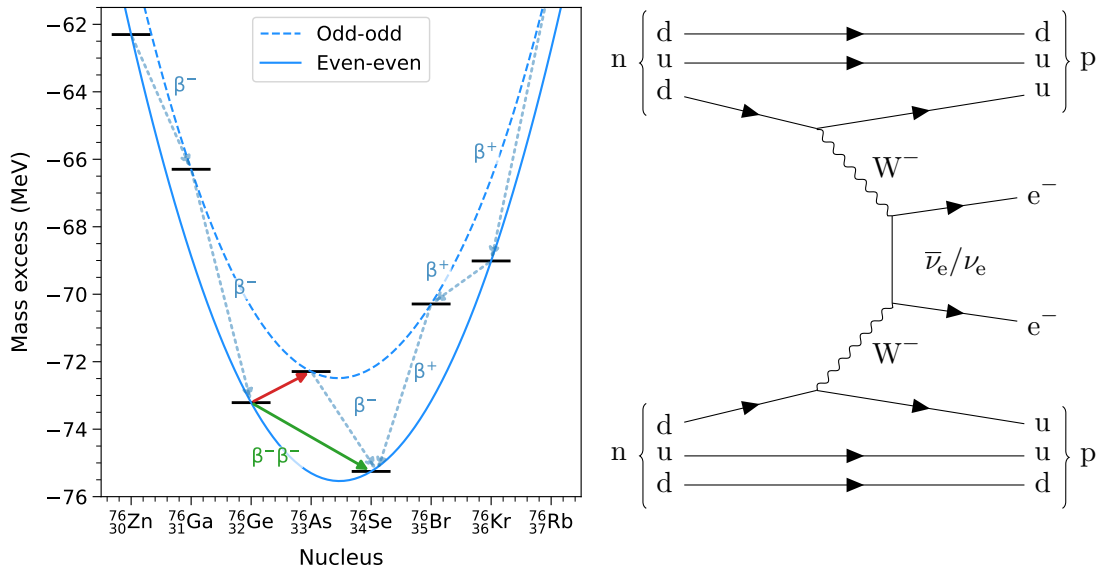 Mass excess (MeV)
−62
−64
−66
−68
−70
−72
−74
−76
Odd-odd
Even-even
β⁻
β⁻
β⁻β⁻
β⁻
β⁺
β⁺
β⁺
⁷⁶₃₀Zn ⁷⁶₃₁Ga ⁷⁶₃₂Ge ⁷⁶₃₃As ⁷⁶₃₄Se ⁷⁶₃₅Br ⁷⁶₃₆Kr ⁷⁶₃₇Rb
Nucleus
n { d d } p
u u
d u
W⁻
e⁻
ν̅ₑ/νₑ
e⁻
W⁻
d u
n { u u } p
d d